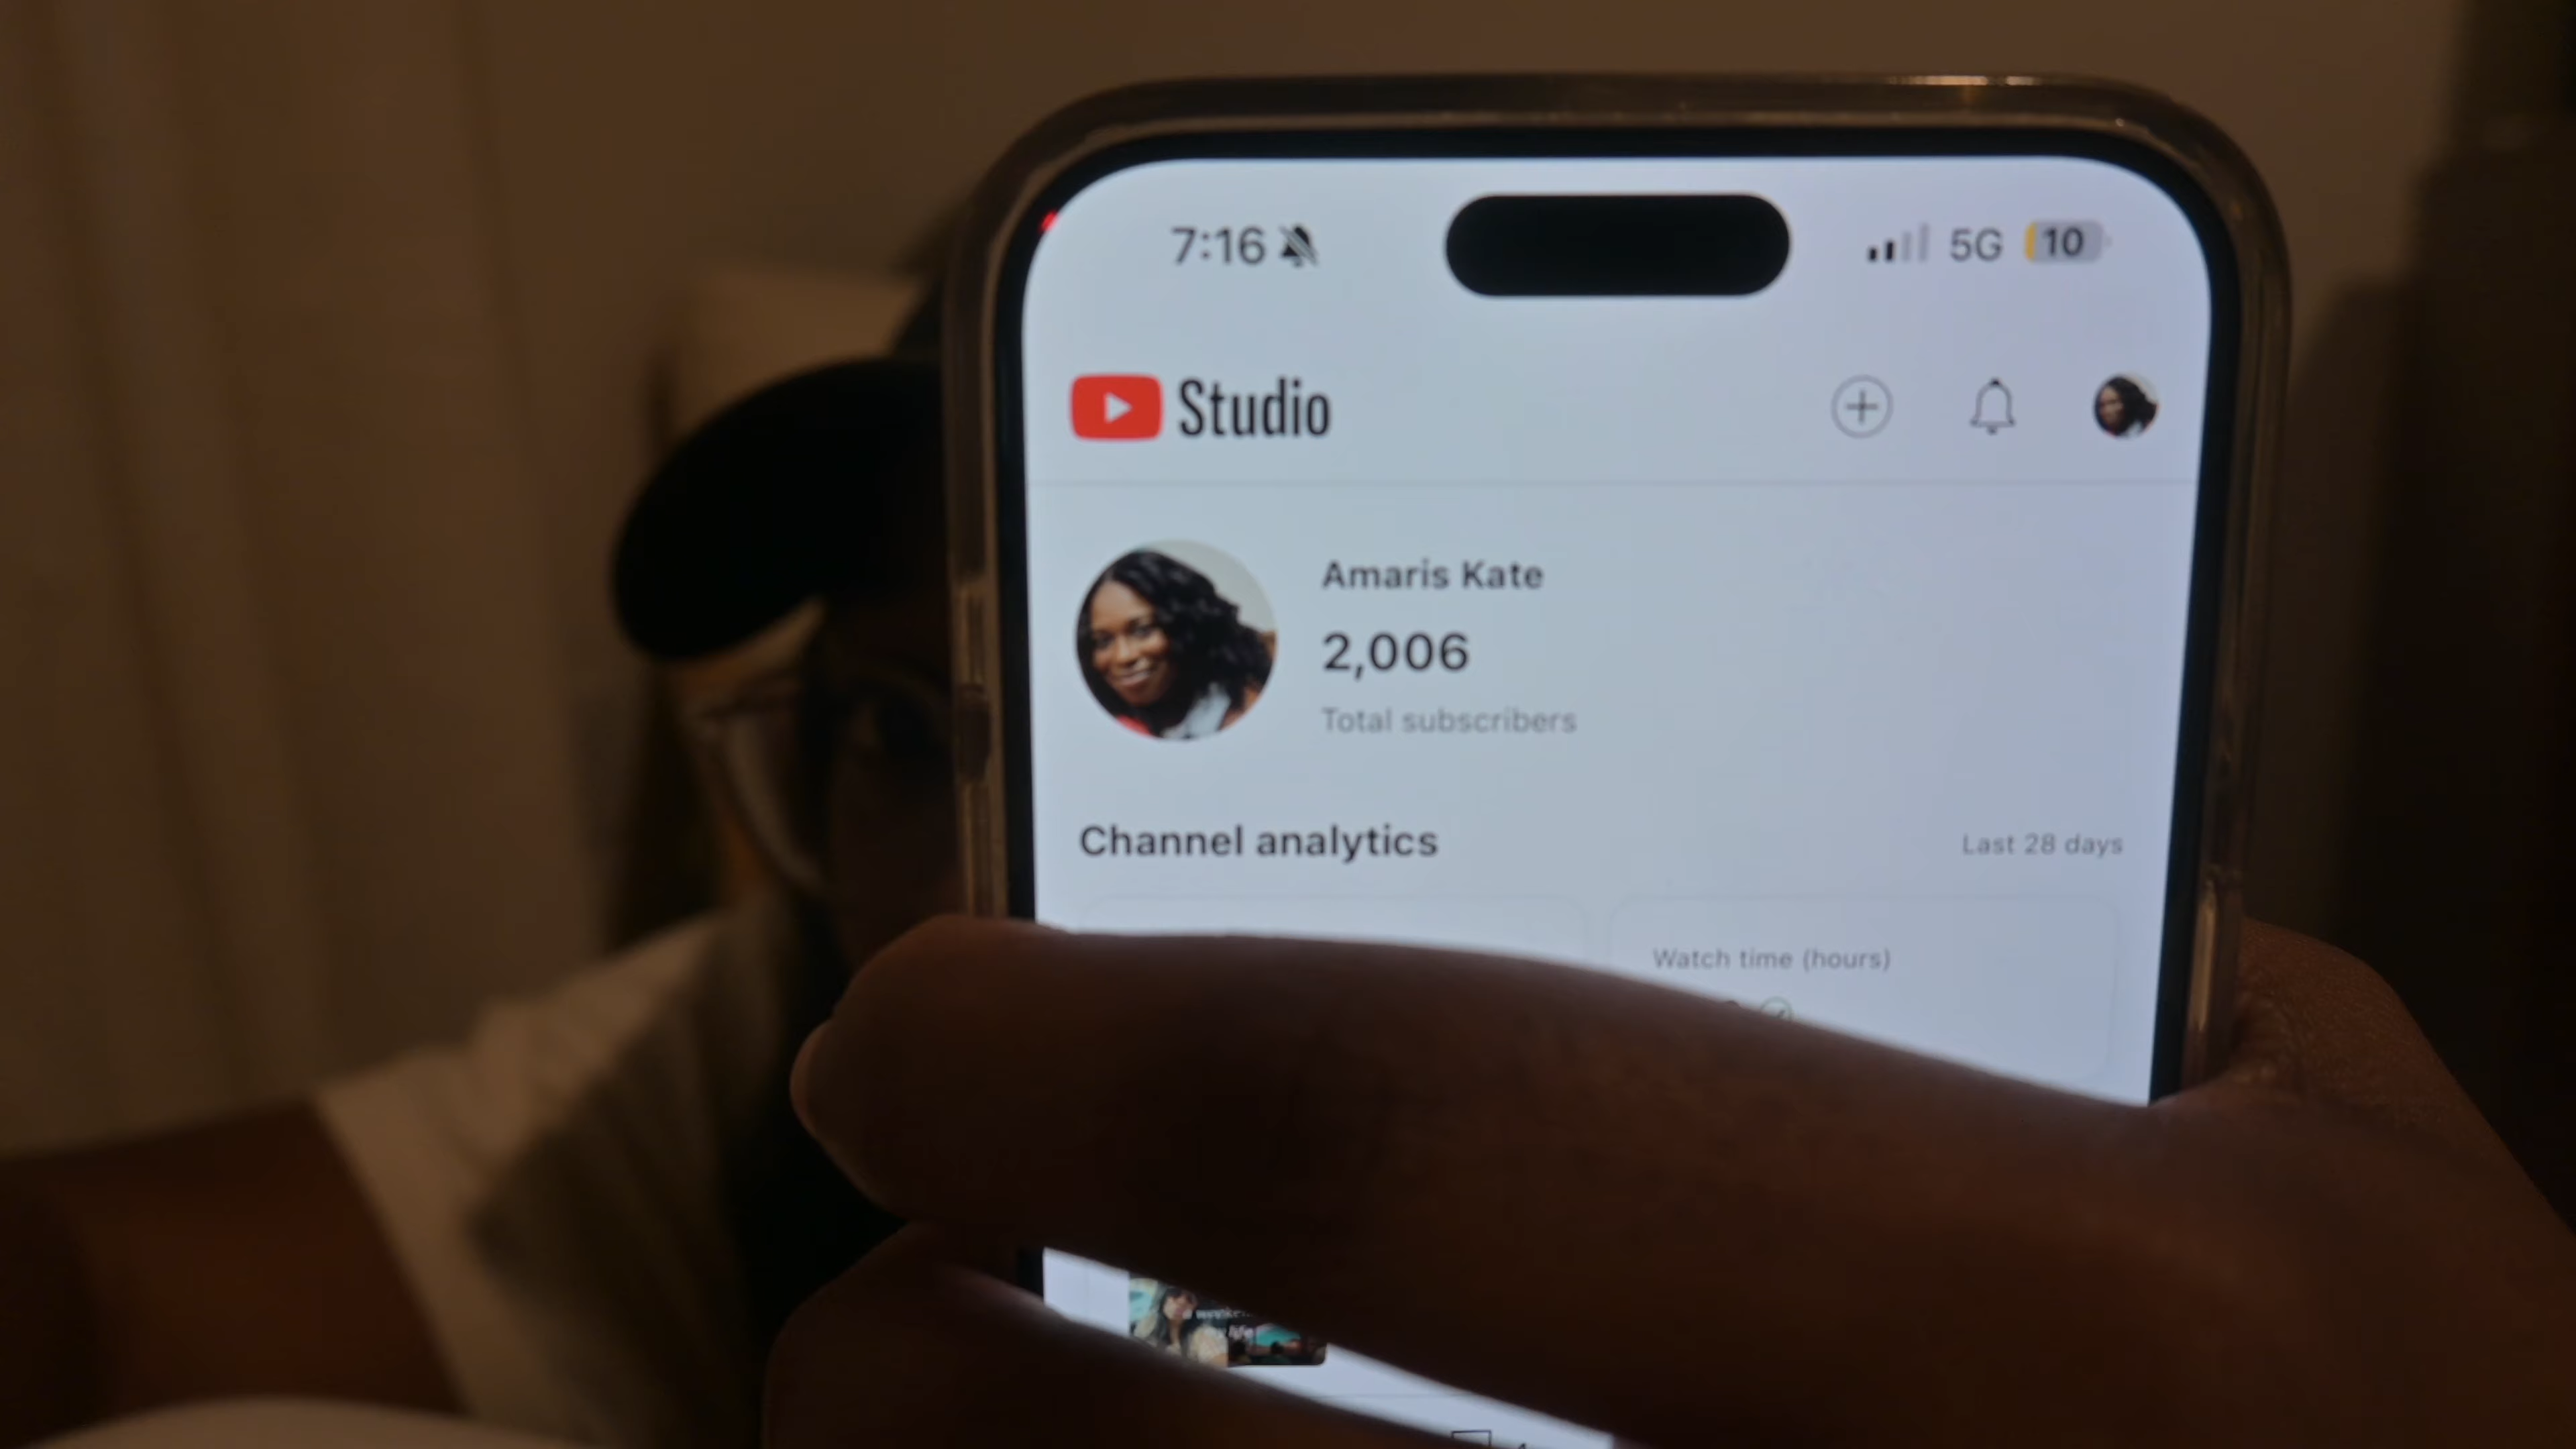 7:16 5G 10
Studio
Amaris Kate
2,006
Total subscribers
Channel analytics Last 28 days
Watch time (hours)
life